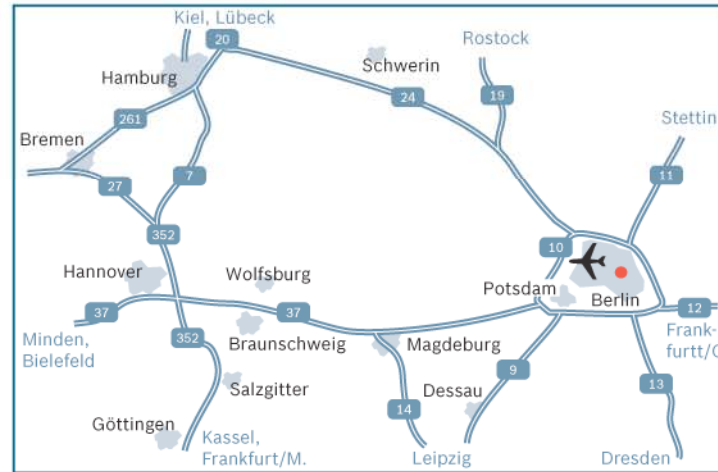 Kiel, Lübeck
20
Rostock
Hamburg
Schwerin
24
19
Stettin
261
Bremen
11
7
27
352
10
Hannover
Wolfsburg
Potsdam
Berlin
37
37
12
Minden,
Bielefeld
352
Braunschweig
Magdeburg
Frank-
furtt/O
9
13
Salzgitter
Dessau
14
Göttingen
Kassel,
Frankfurt/M.
Leipzig
Dresden